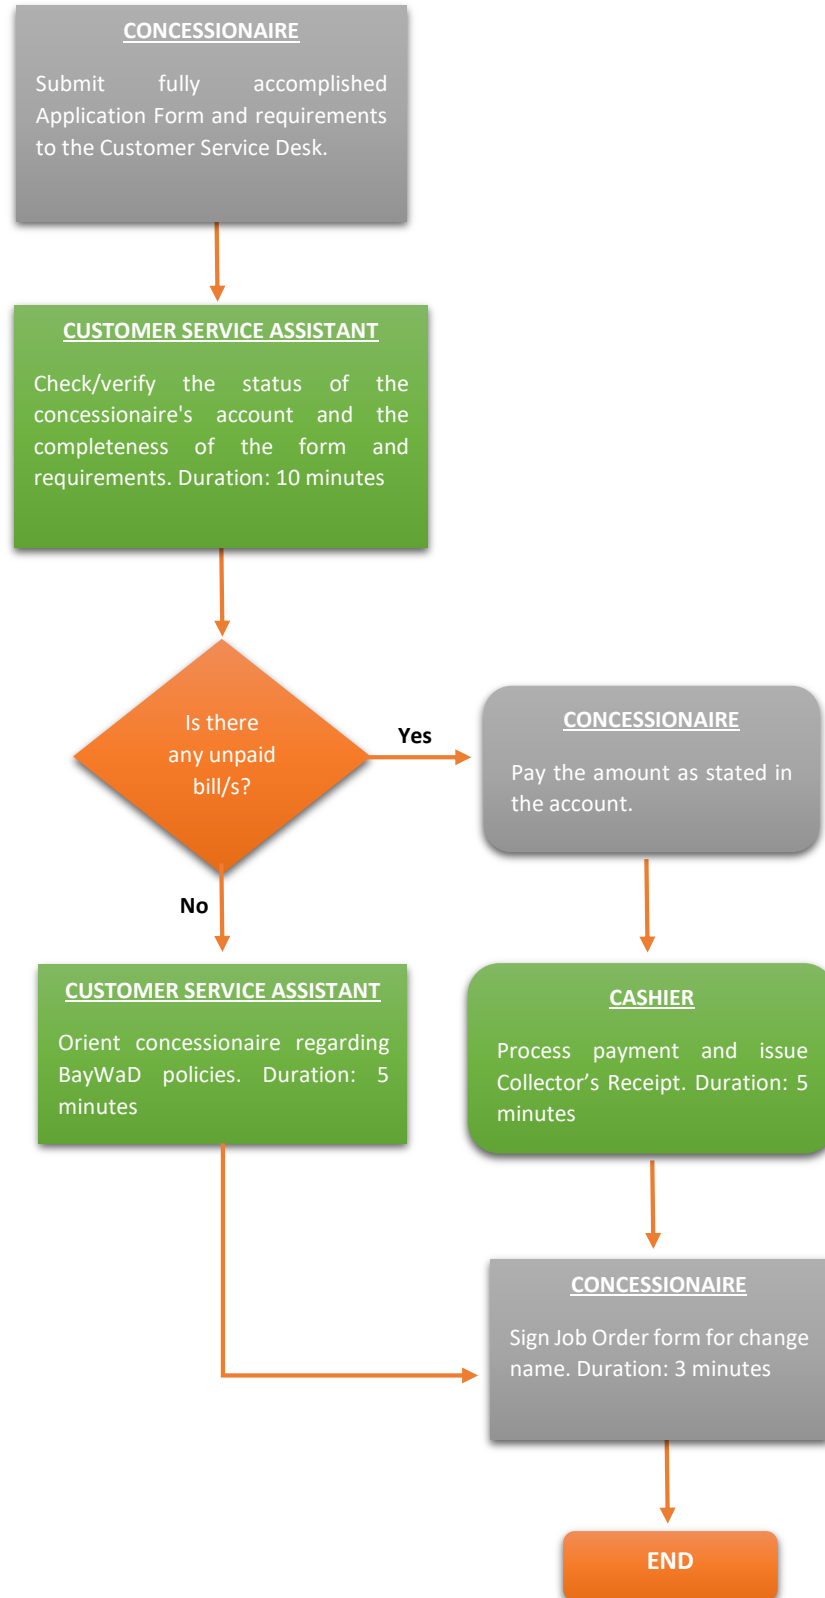 CONCESSIONAIRE
Submit fully accomplished
Application Form and requirements
to the Customer Service Desk.
CUSTOMER SERVICE ASSISTANT
Check/verify the status of the
concessionaire's account and the
completeness of the form and
requirements. Duration: 10 minutes
Is there
any unpaid
bill/s?
Yes
CONCESSIONAIRE
Pay the amount as stated in
the account.
No
CUSTOMER SERVICE ASSISTANT
Orient concessionaire regarding
BayWaD policies. Duration: 5
minutes
CASHIER
Process payment and issue
Collector’s Receipt. Duration: 5
minutes
CONCESSIONAIRE
Sign Job Order form for change
name. Duration: 3 minutes
END